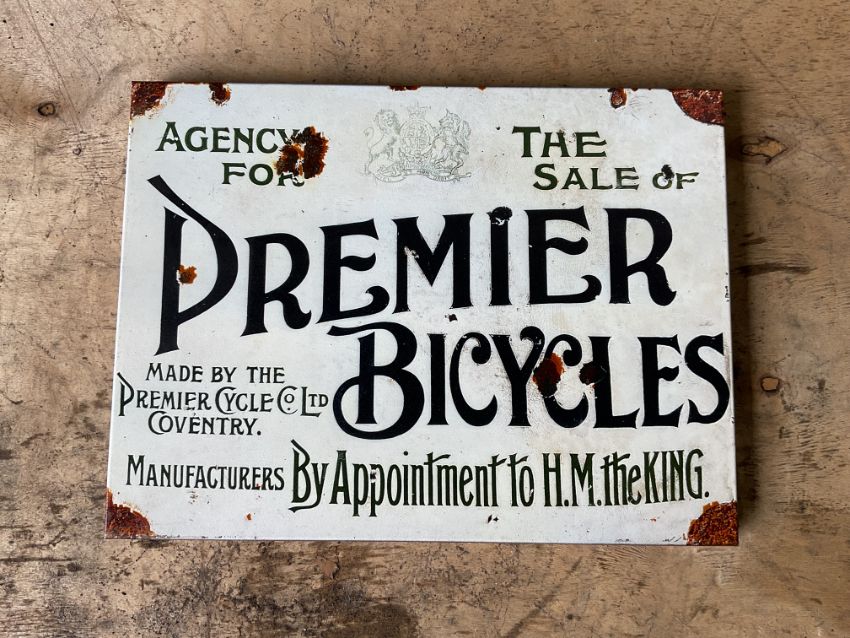 AGENCY THE
FOR SALE OF
PREMIER
BICYCLES
MADE BY THE
PREMIER CYCLE CO. LTD
COVENTRY.
MANUFACTURERS By Appointment to H.M. the KING.